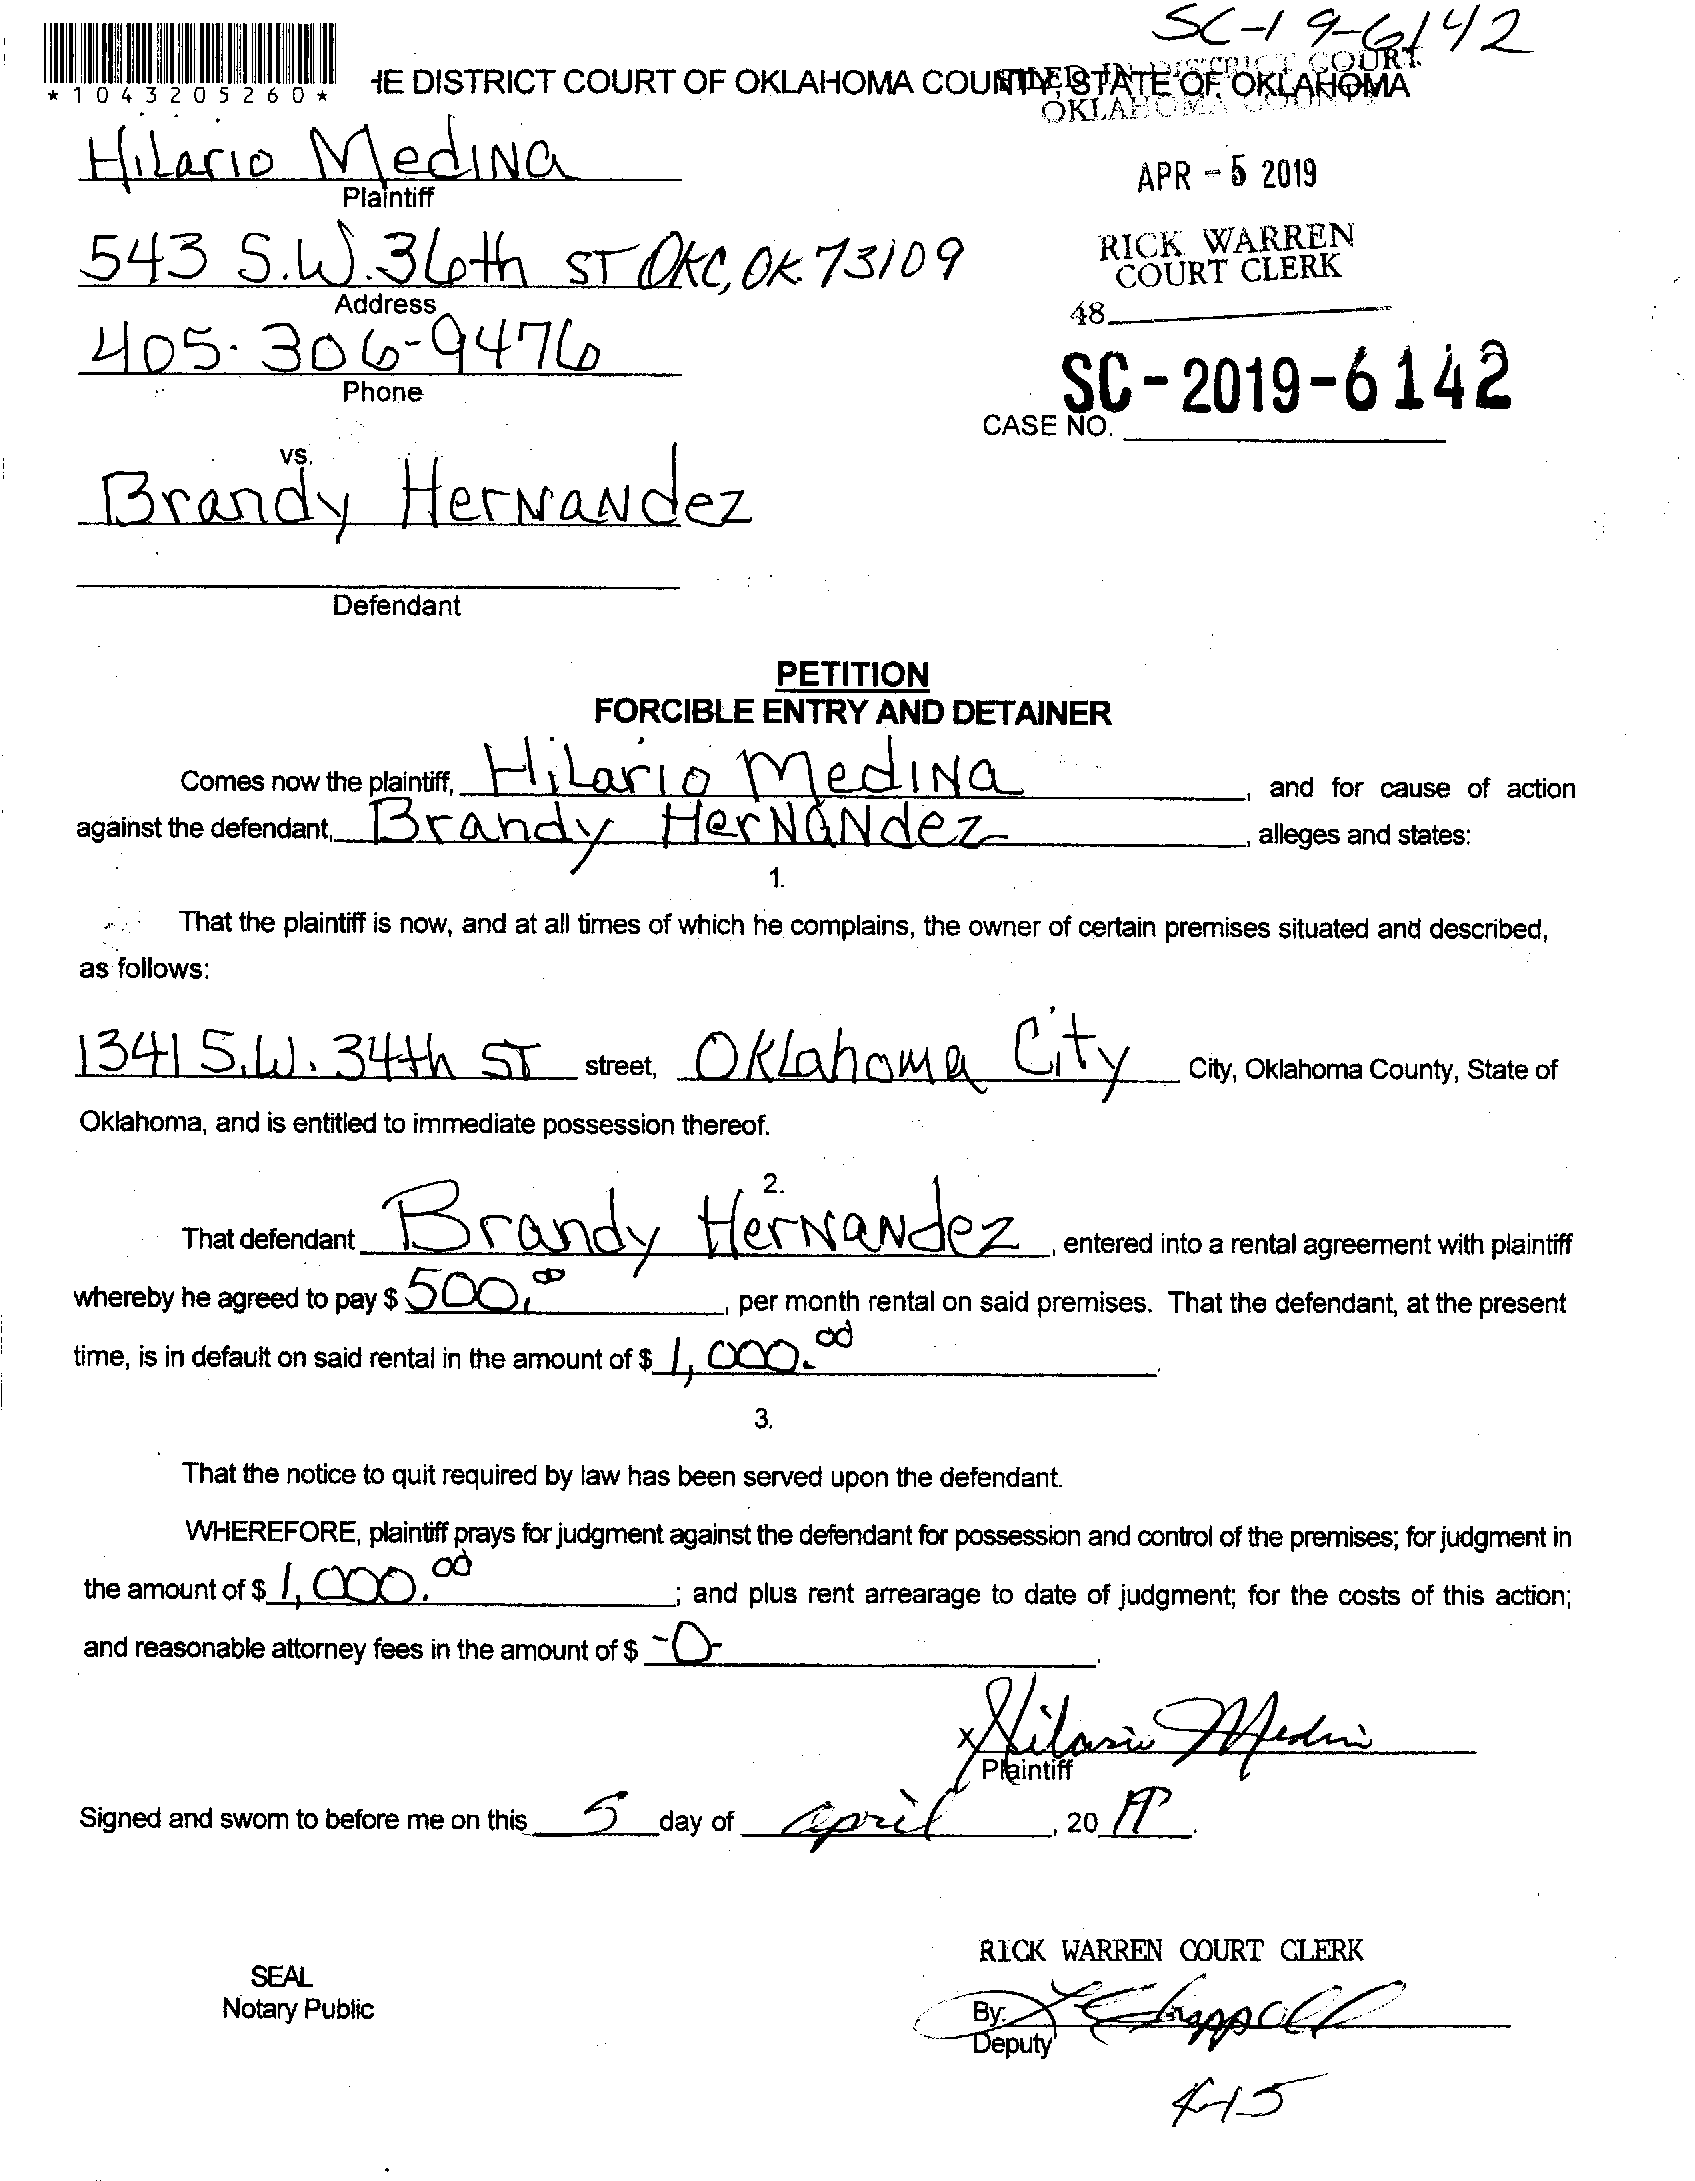 SC-19-6142
* 1 0 4 3 2 0 5 2 6 0 *
HE DISTRICT COURT OF OKLAHOMA COUNTY, STATE OF OKLAHOMA
FILED IN DISTRICT COURT
OKLAHOMA COUNTY
Hilario Medina
Plaintiff
APR - 5 2019
543 S.W. 36th ST OKC, OK 73109
Address
RICK WARREN
COURT CLERK
48
405-306-9476
Phone
SC-2019-6142
CASE NO.
vs.
Brandy Hernandez
Defendant
PETITION
FORCIBLE ENTRY AND DETAINER
Comes now the plaintiff, Hilario Medina, and for cause of action
against the defendant, Brandy Hernandez, alleges and states:
1.
That the plaintiff is now, and at all times of which he complains, the owner of certain premises situated and described,
as follows:
1341 S.W. 34th ST street, Oklahoma City City, Oklahoma County, State of
Oklahoma, and is entitled to immediate possession thereof.
2.
That defendant Brandy Hernandez, entered into a rental agreement with plaintiff
whereby he agreed to pay $ 500.00, per month rental on said premises. That the defendant, at the present
time, is in default on said rental in the amount of $ 1,000.00.
3.
That the notice to quit required by law has been served upon the defendant.
WHEREFORE, plaintiff prays for judgment against the defendant for possession and control of the premises; for judgment in
the amount of $ 1,000.00; and plus rent arrearage to date of judgment; for the costs of this action;
and reasonable attorney fees in the amount of $ -0-.
x Hilario Medina
Plaintiff
Signed and sworn to before me on this 5 day of april, 20 19.
RICK WARREN COURT CLERK
SEAL
Notary Public
By:
Deputy